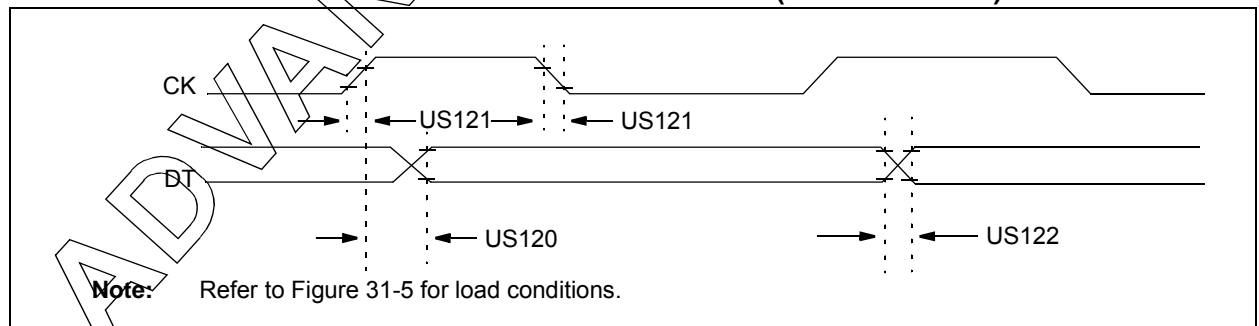 CK
US121
US121
DT
US120
US122
Note: Refer to Figure 31-5 for load conditions.